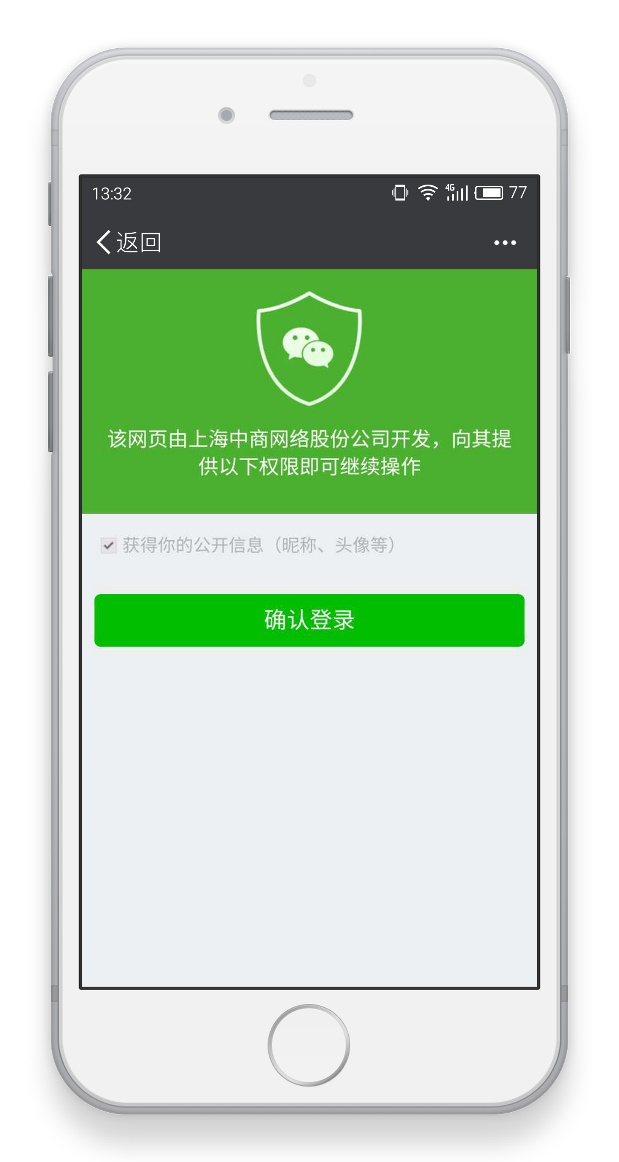 13:32
4G
77
返回
该网页由上海中商网络股份公司开发，向其提
供以下权限即可继续操作
获得你的公开信息（昵称、头像等）
确认登录